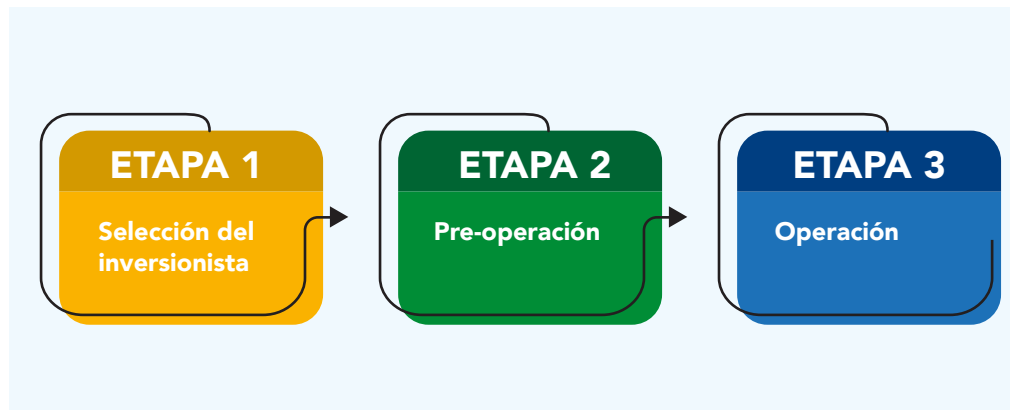 ETAPA 1
Selección del
inversionista
ETAPA 2
Pre-operación
ETAPA 3
Operación